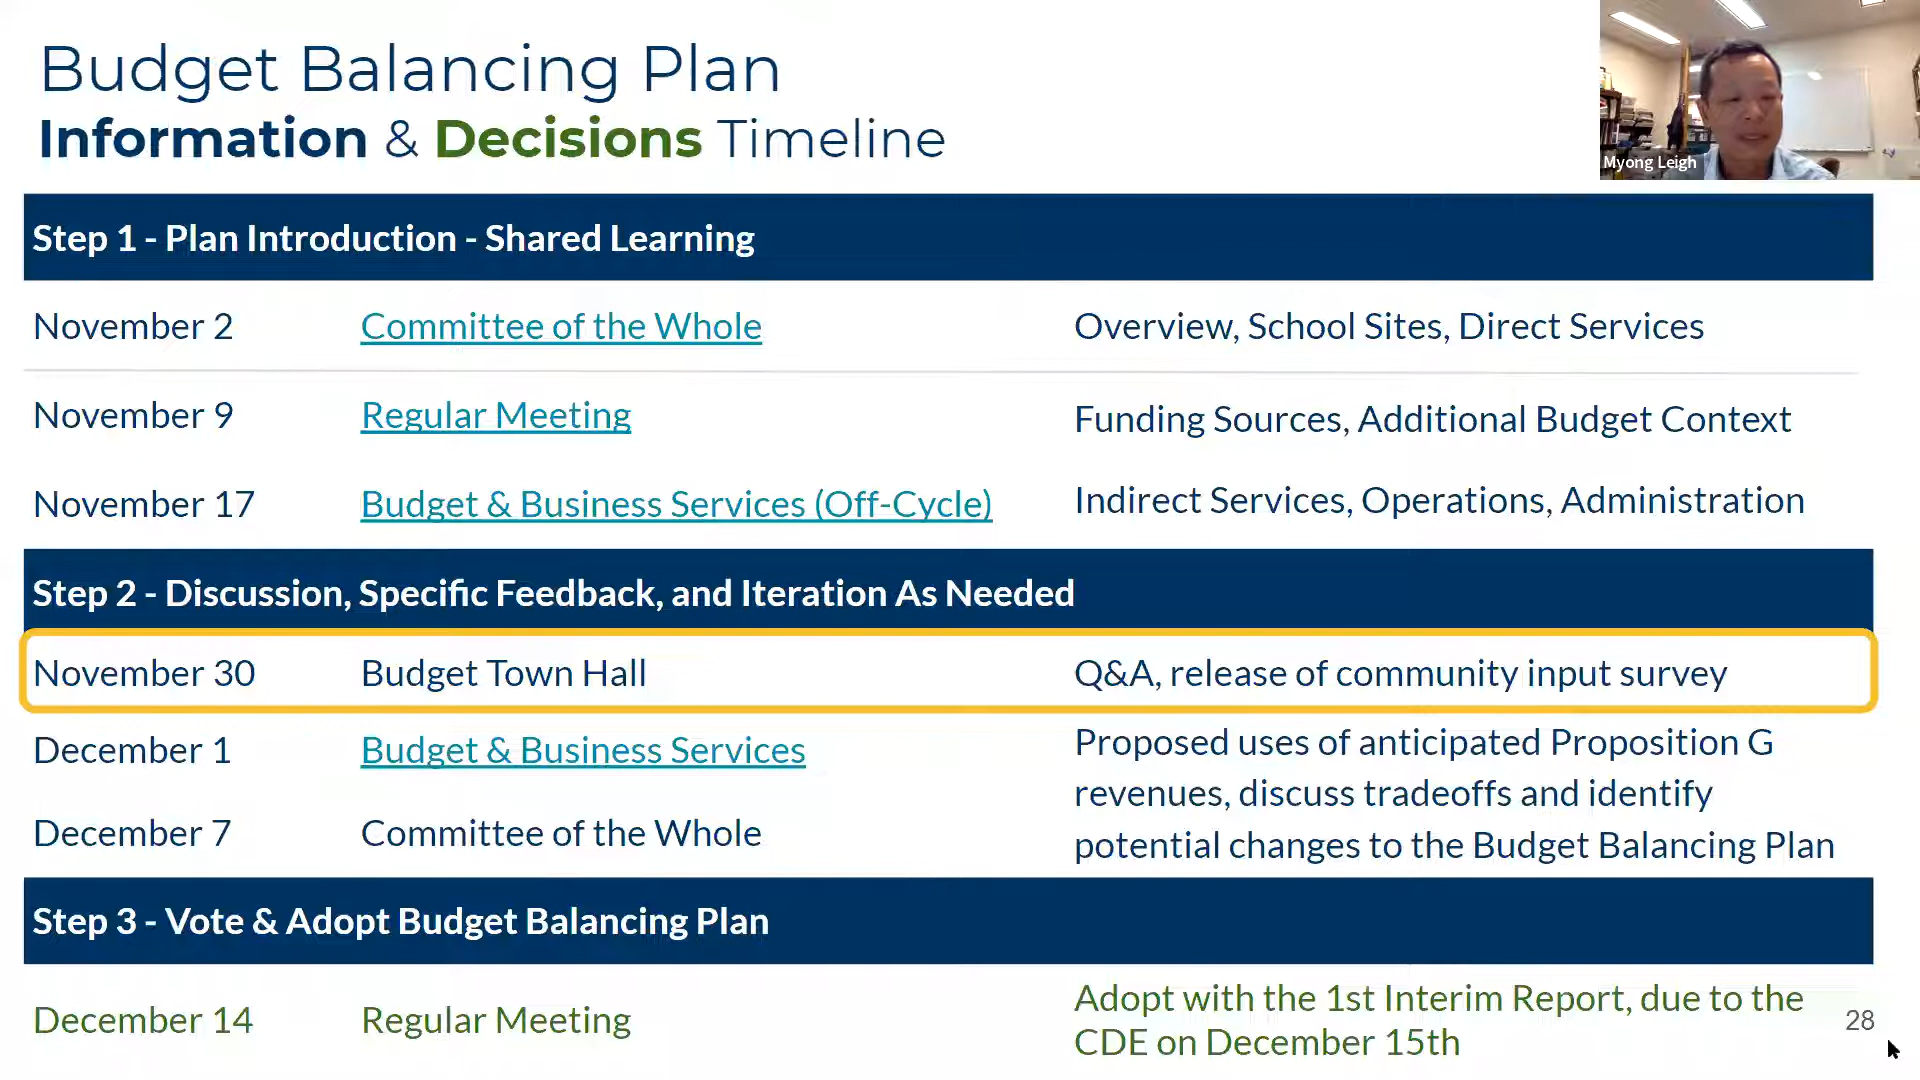 Budget Balancing Plan
Information & Decisions Timeline
Myong Leigh
Step 1 - Plan Introduction - Shared Learning
November 2 Committee of the Whole Overview, School Sites, Direct Services
November 9 Regular Meeting Funding Sources, Additional Budget Context
November 17 Budget & Business Services (Off-Cycle) Indirect Services, Operations, Administration
Step 2 - Discussion, Specific Feedback, and Iteration As Needed
November 30 Budget Town Hall Q&A, release of community input survey
December 1 Budget & Business Services
December 7 Committee of the Whole
Proposed uses of anticipated Proposition G
revenues, discuss tradeoffs and identify
potential changes to the Budget Balancing Plan
Step 3 - Vote & Adopt Budget Balancing Plan
December 14 Regular Meeting
Adopt with the 1st Interim Report, due to the
CDE on December 15th
28